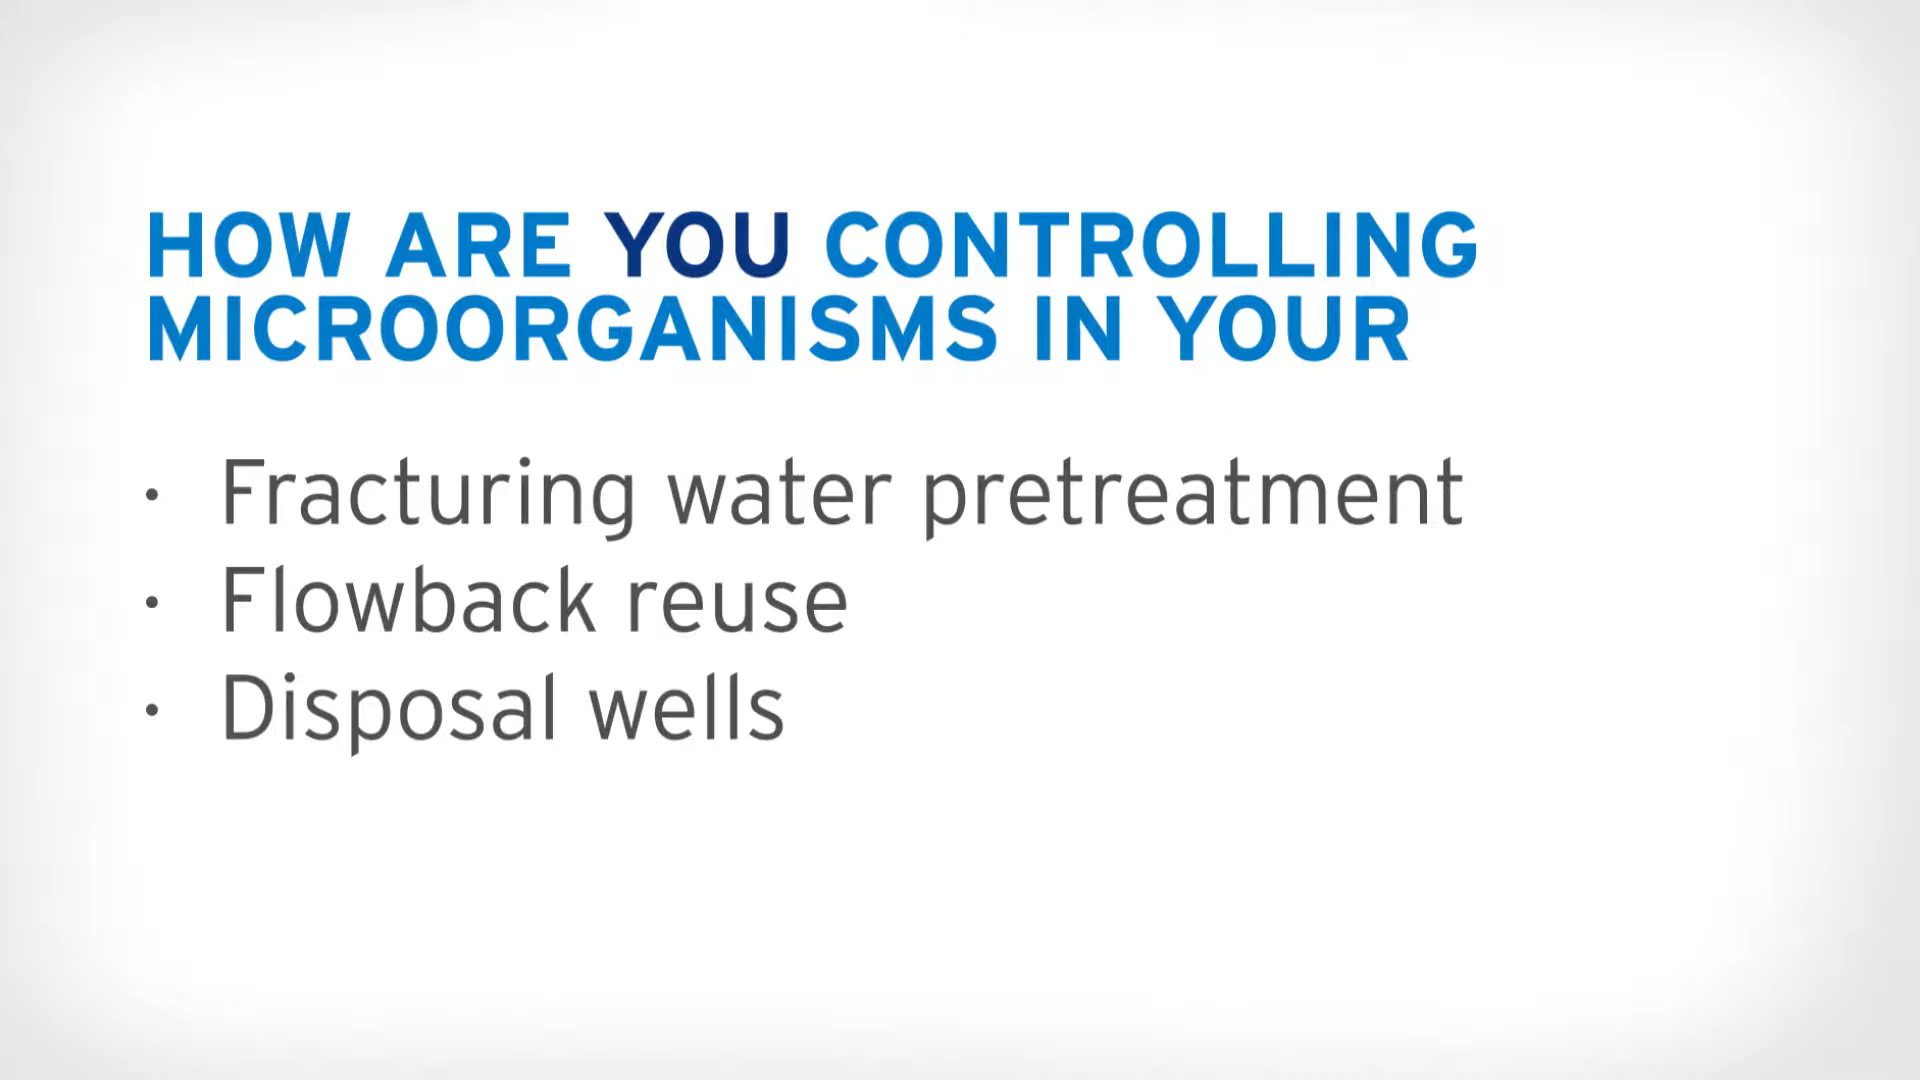 HOW ARE YOU CONTROLLING
MICROORGANISMS IN YOUR
· Fracturing water pretreatment
· Flowback reuse
· Disposal wells